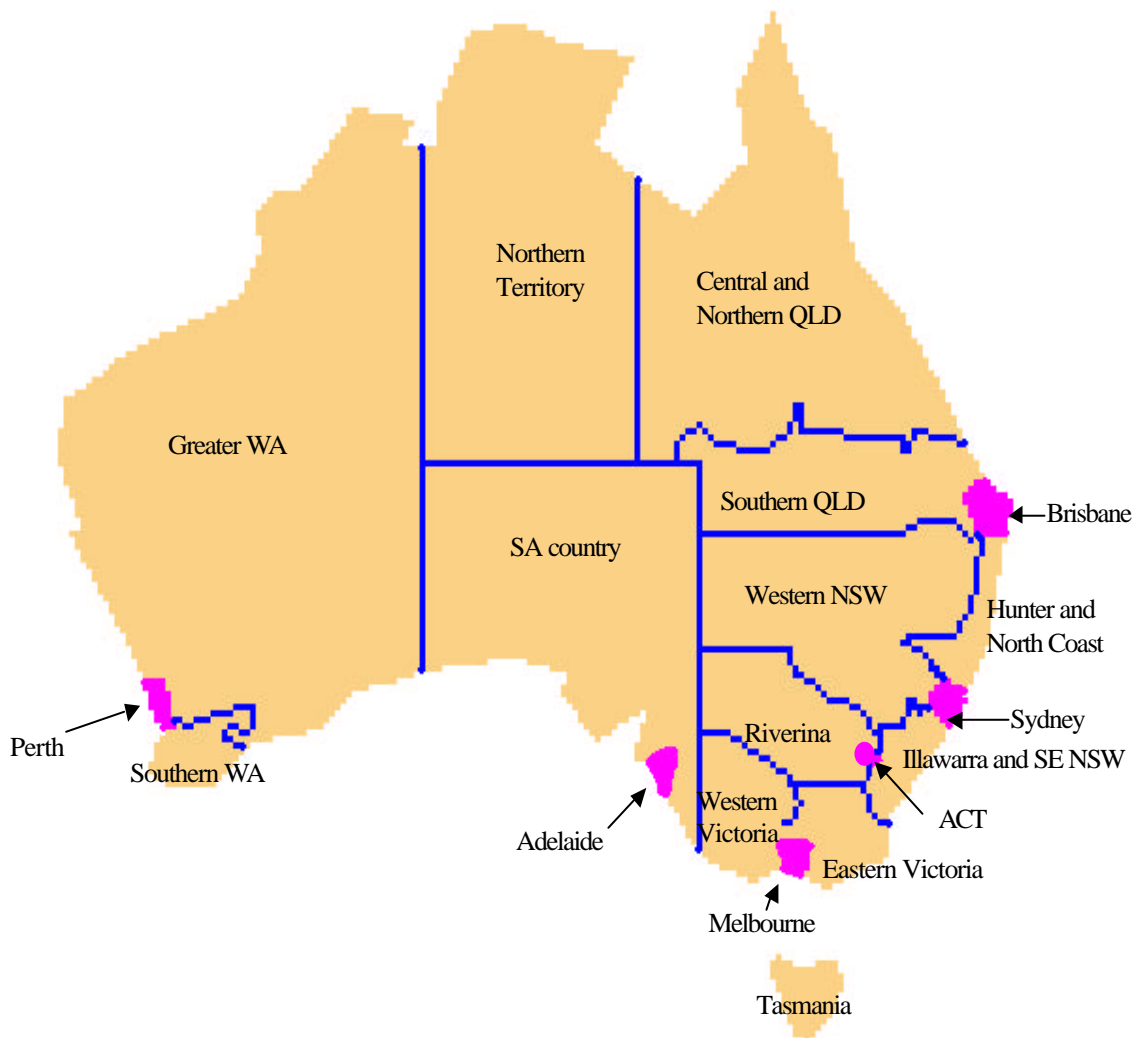 Northern
Territory
Central and
Northern QLD
Greater WA
Southern QLD
Brisbane
SA country
Western NSW
Hunter and
North Coast
Perth
Southern WA
Riverina
Sydney
Illawarra and SE NSW
Western
Victoria
ACT
Adelaide
Eastern Victoria
Melbourne
Tasmania